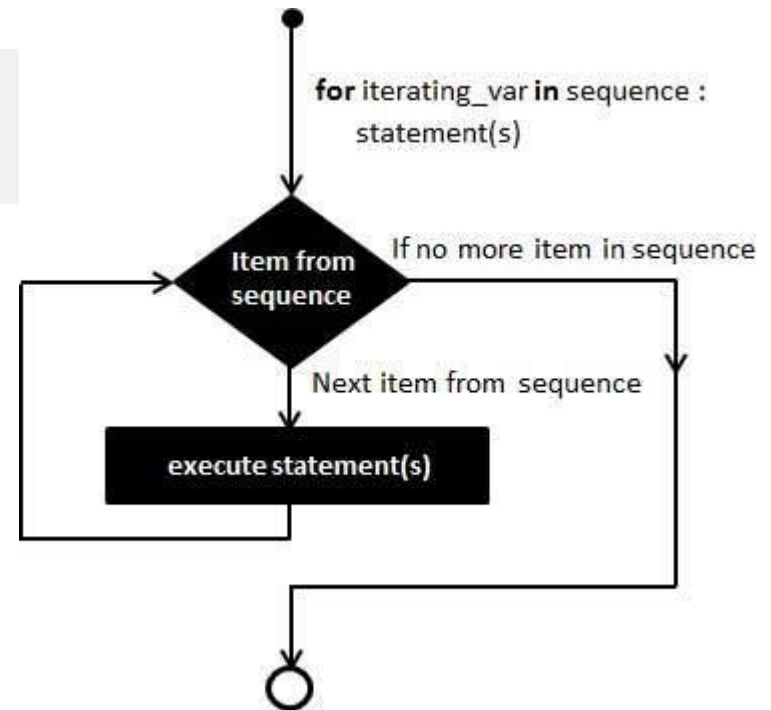 for iterating_var in sequence :
statement(s)
If no more item in sequence
Item from
sequence
Next item from sequence
execute statement(s)